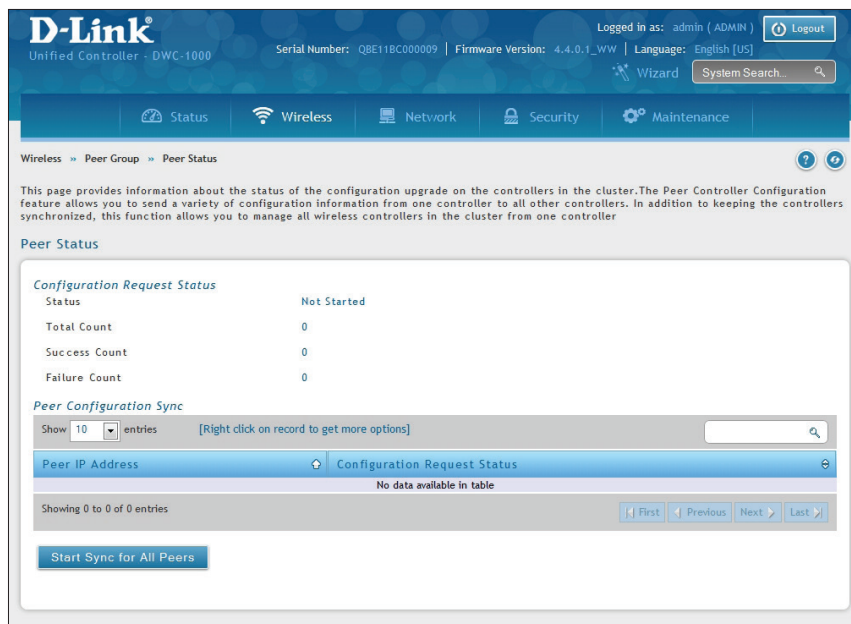 D-Link
Unified Controller - DWC-1000
Logged in as: admin ( ADMIN ) Logout
Serial Number: QBE11BC000009 | Firmware Version: 4.4.0.1_WW | Language: English [US]
Wizard System Search...
Status Wireless Network Security Maintenance
Wireless » Peer Group » Peer Status
This page provides information about the status of the configuration upgrade on the controllers in the cluster.The Peer Controller Configuration
feature allows you to send a variety of configuration information from one controller to all other controllers. In addition to keeping the controllers
synchronized, this function allows you to manage all wireless controllers in the cluster from one controller
Peer Status
Configuration Request Status
Status Not Started
Total Count 0
Success Count 0
Failure Count 0
Peer Configuration Sync
Show 10 entries [Right click on record to get more options]
Peer IP Address Configuration Request Status
No data available in table
Showing 0 to 0 of 0 entries First Previous Next Last
Start Sync for All Peers